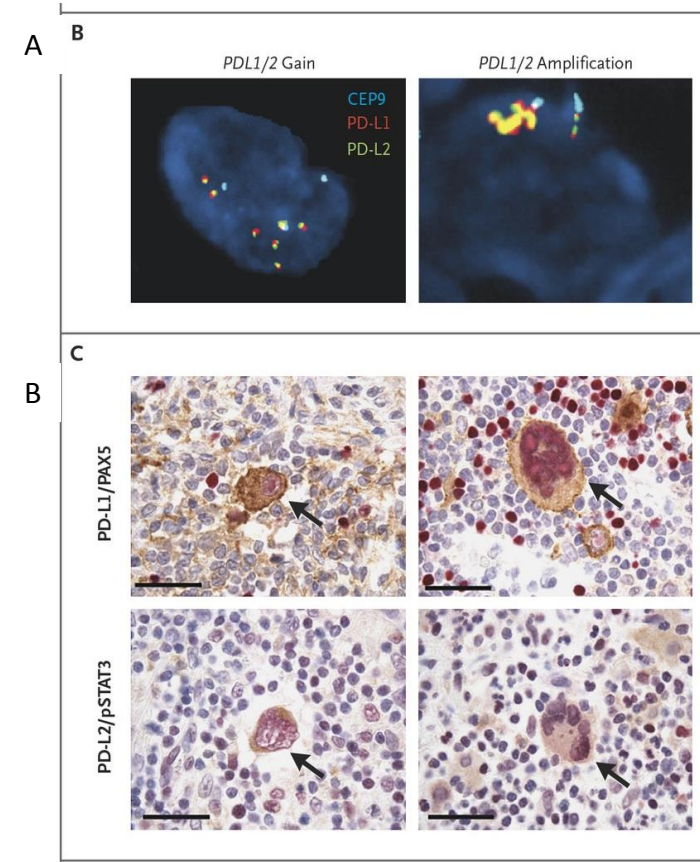 A
B
PDL1/2 Gain
PDL1/2 Amplification
CEP9
PD-L1
PD-L2
C
B
PD-L1/PAX5
PD-L2/pSTAT3